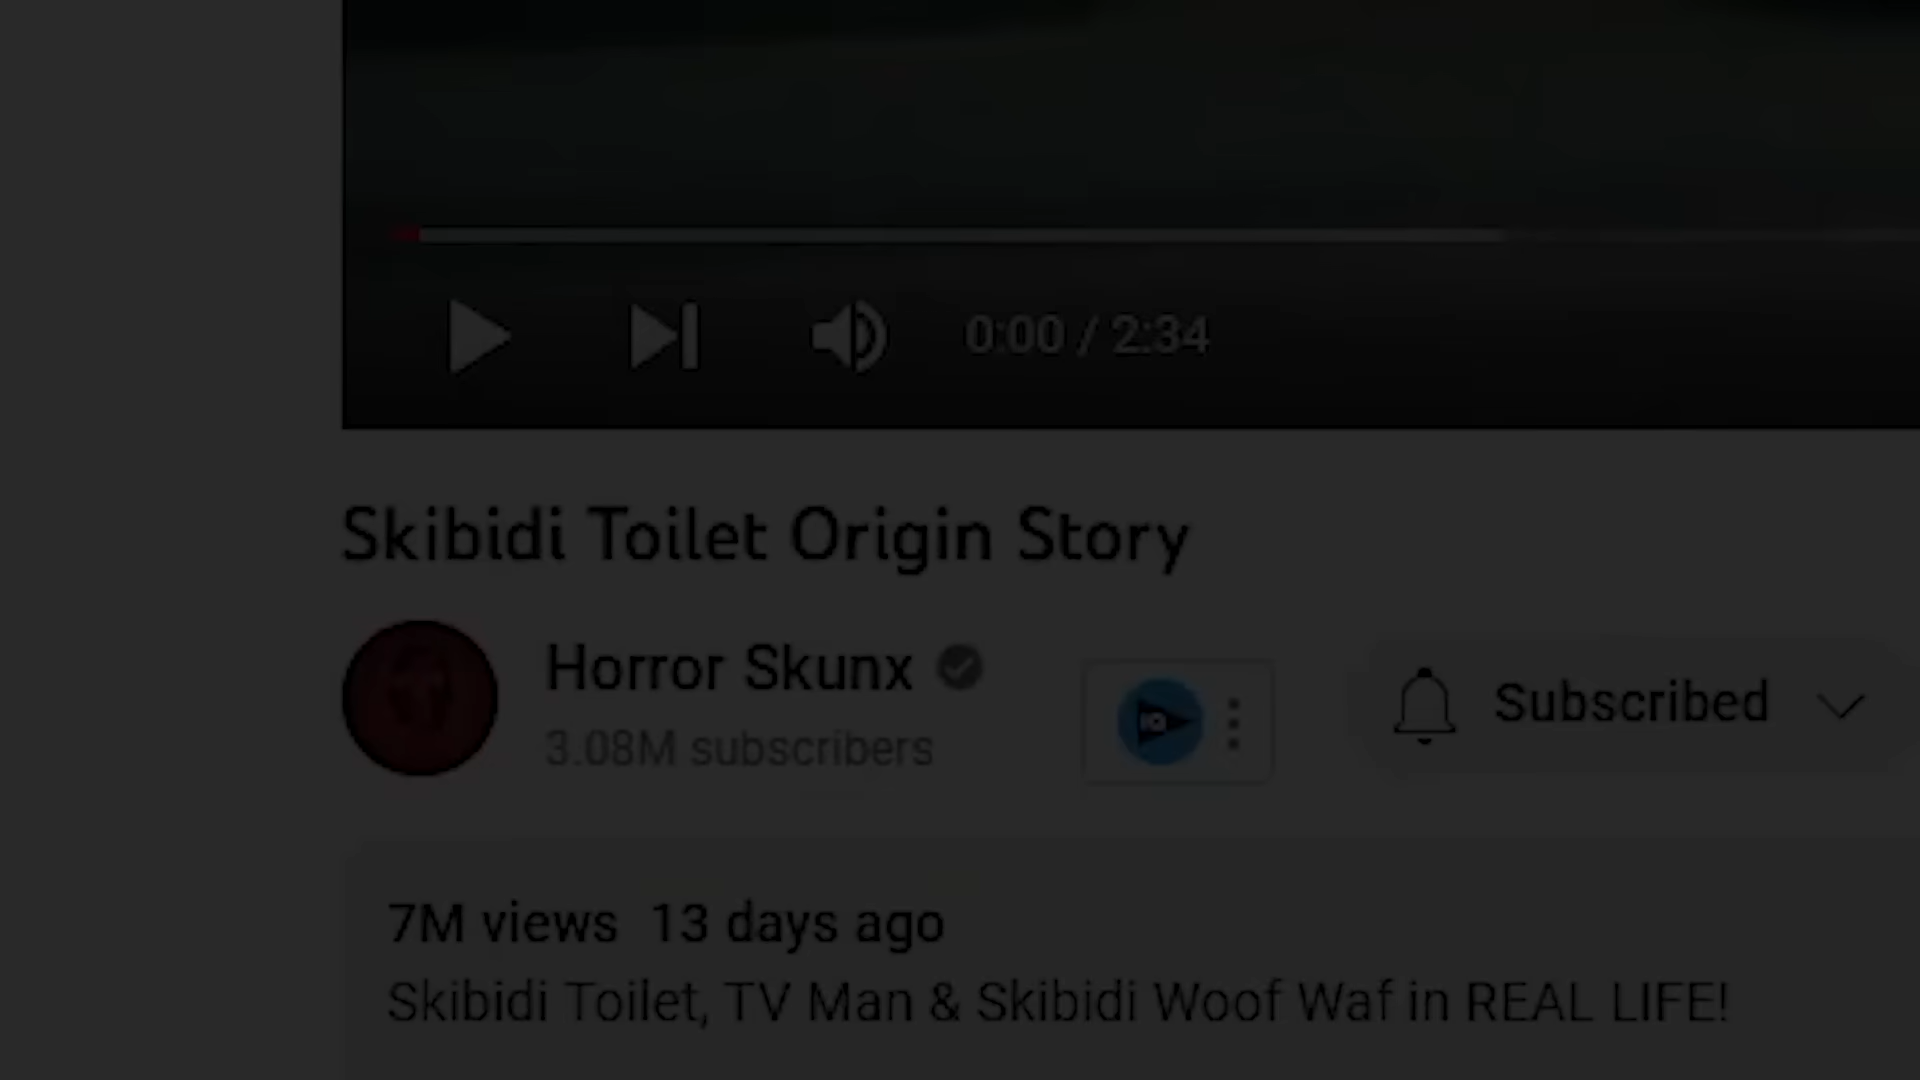 0:00 / 2:34
Skibidi Toilet Origin Story
Horror Skunx
3.08M subscribers
Subscribed
7M views 13 days ago
Skibidi Toilet, TV Man & Skibidi Woof Waf in REAL LIFE!